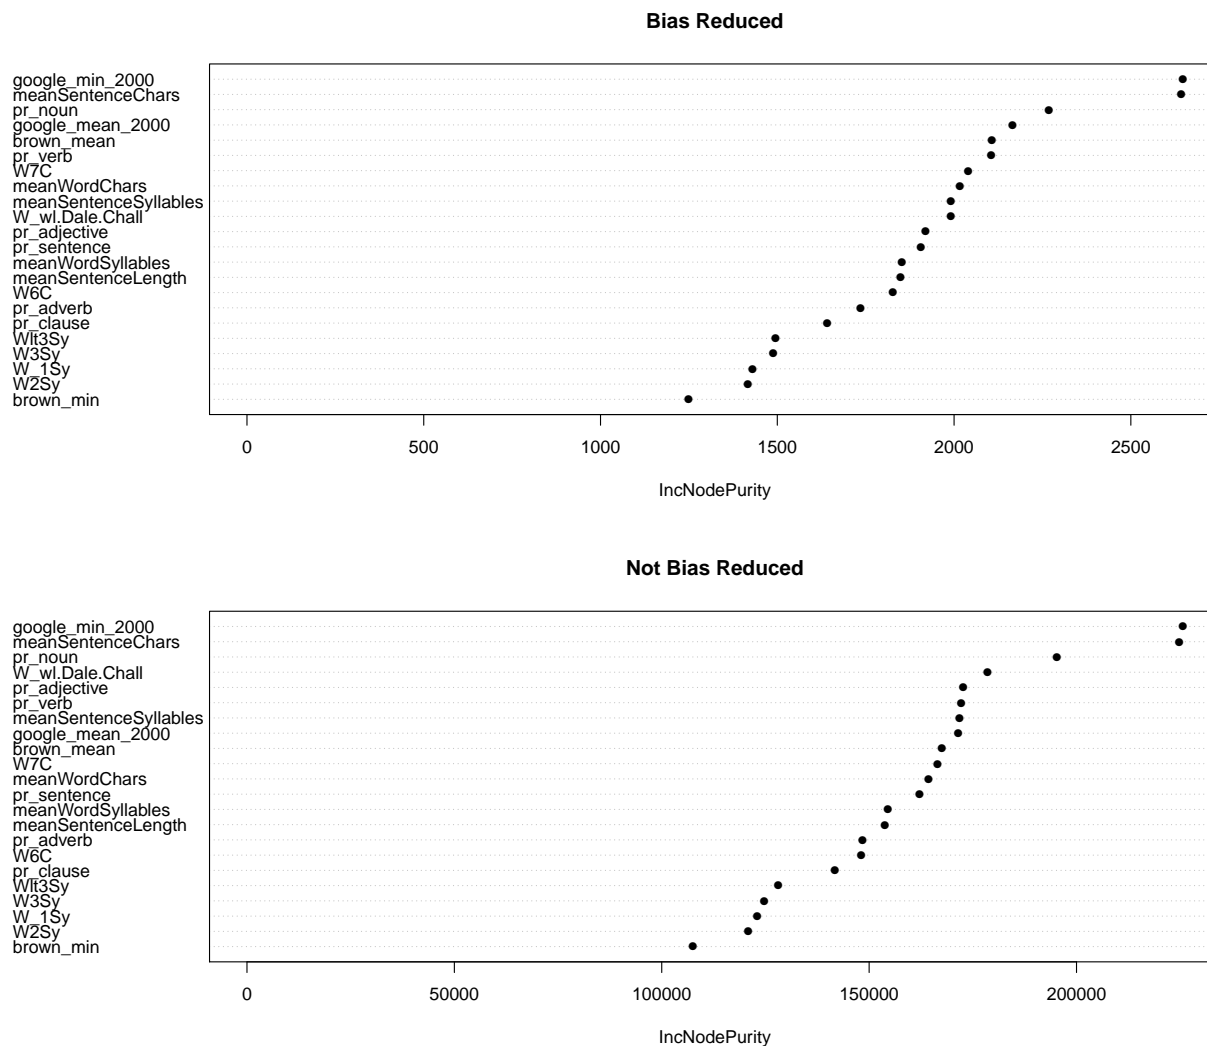 Bias Reduced
google_min_2000
meanSentenceChars
pr_noun
google_mean_2000
brown_mean
pr_verb
W7C
meanWordChars
meanSentenceSyllables
W_wl.Dale.Chall
pr_adjective
pr_sentence
meanWordSyllables
meanSentenceLength
W6C
pr_adverb
pr_clause
Wlt3Sy
W3Sy
W_1Sy
W2Sy
brown_min
0 500 1000 1500 2000 2500
IncNodePurity
Not Bias Reduced
google_min_2000
meanSentenceChars
pr_noun
W_wl.Dale.Chall
pr_adjective
pr_verb
meanSentenceSyllables
google_mean_2000
brown_mean
W7C
meanWordChars
pr_sentence
meanWordSyllables
meanSentenceLength
pr_adverb
W6C
pr_clause
Wlt3Sy
W3Sy
W_1Sy
W2Sy
brown_min
0 50000 100000 150000 200000
IncNodePurity